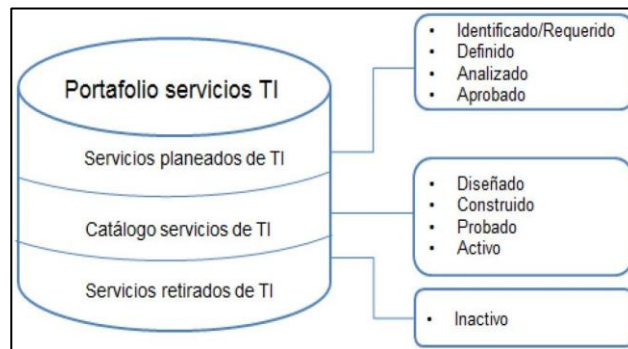 Portafolio servicios TI
Servicios planeados de TI
Catálogo servicios de TI
Servicios retirados de TI
• Identificado/Requerido
• Definido
• Analizado
• Aprobado
• Diseñado
• Construido
• Probado
• Activo
• Inactivo